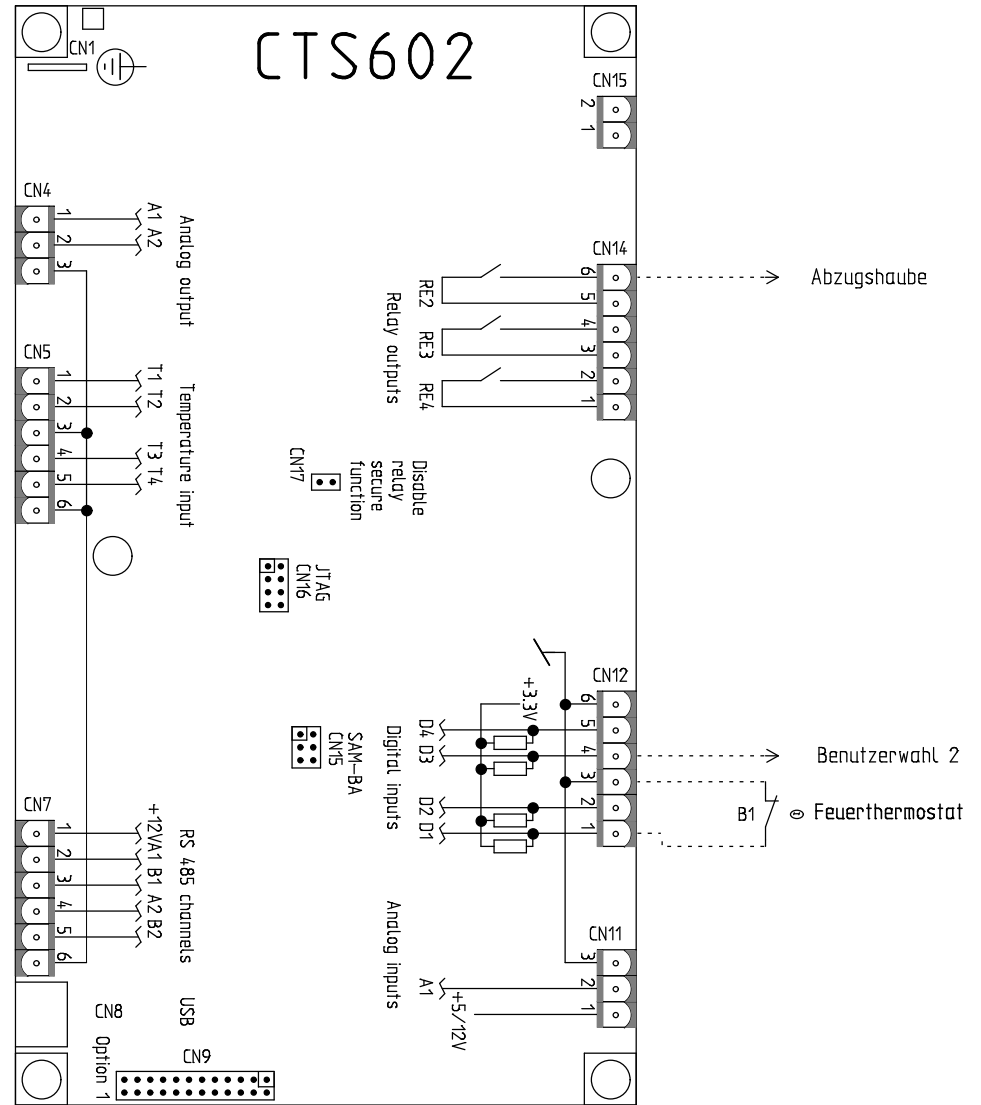 CTS602
CN1
CN15
2
1
CN4
1
2
3
A1 A2
Analog output
CN14
6
5
4
3
2
1
RE2
RE3
RE4
Relay outputs
Abzugshaube
CN5
1
2
3
4
5
6
T1 T2
T3 T4
Temperature input
CN17
Disable
relay
secure
function
JTAG
CN16
CN12
6
5
4
3
2
1
+3.3V
D4 D3
D2 D1
Digital inputs
Benutzerwahl 2
B1
Feuerthermostat
SAM-BA
CN15
CN7
1
2
3
4
5
6
+12VA1 B1 A2 B2
RS 485 channels
CN11
3
2
1
A1
+5/12V
Analog inputs
CN8
USB
Option 1
CN9